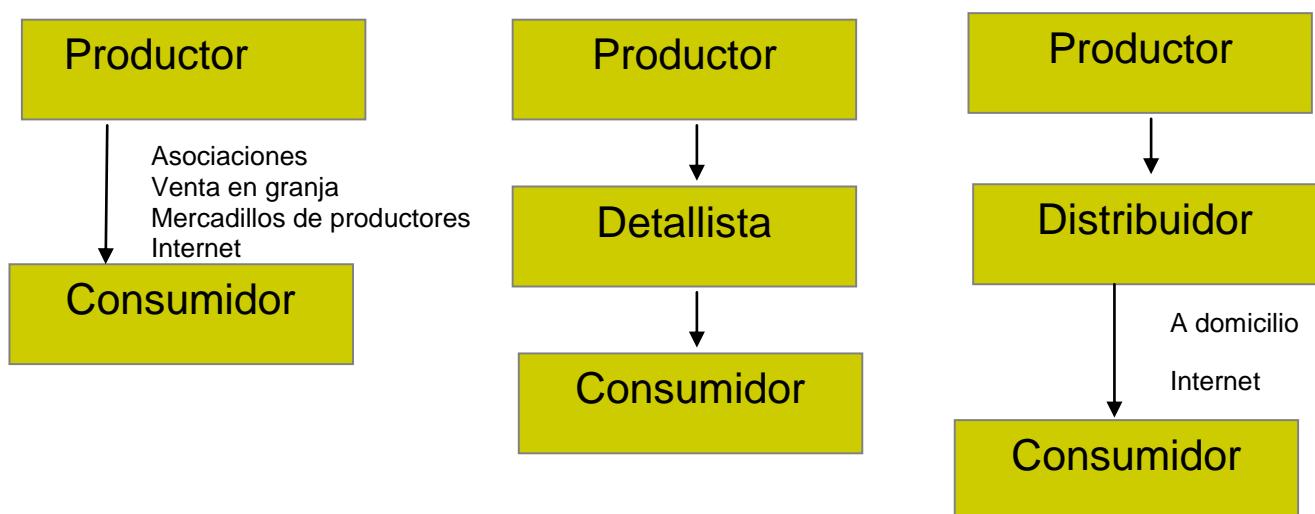 Productor
Asociaciones
Venta en granja
Mercadillos de productores
Internet
Consumidor
Productor
Detallista
Consumidor
Productor
Distribuidor
A domicilio
Internet
Consumidor